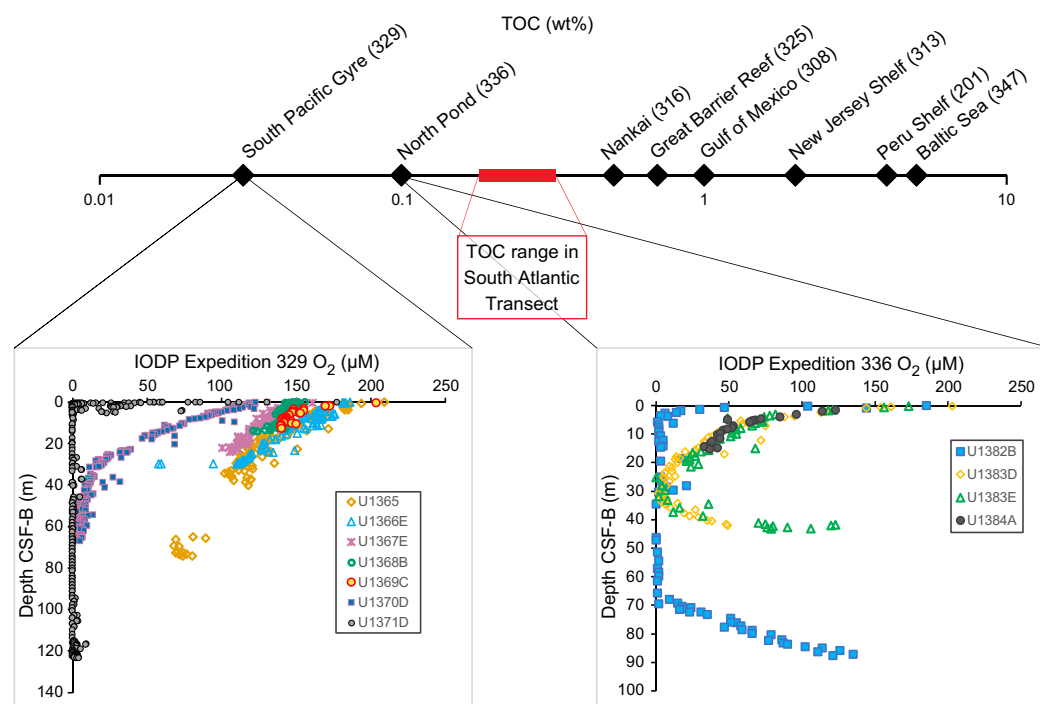 TOC (wt%)
South Pacific Gyre (329)
North Pond (336)
Nankai (316)
Great Barrier Reef (325)
Gulf of Mexico (308)
New Jersey Shelf (313)
Peru Shelf (201)
Baltic Sea (347)
0.01
0.1
1
10
TOC range in
South Atlantic
Transect
IODP Expedition 329 O₂ (µM)
0 50 100 150 200 250
0
20
40
60
80
100
120
140
Depth CSF-B (m)
U1365
U1366E
U1367E
U1368B
U1369C
U1370D
U1371D
IODP Expedition 336 O₂ (µM)
0 50 100 150 200 250
0
10
20
30
40
50
60
70
80
90
100
Depth CSF-B (m)
U1382B
U1383D
U1383E
U1384A